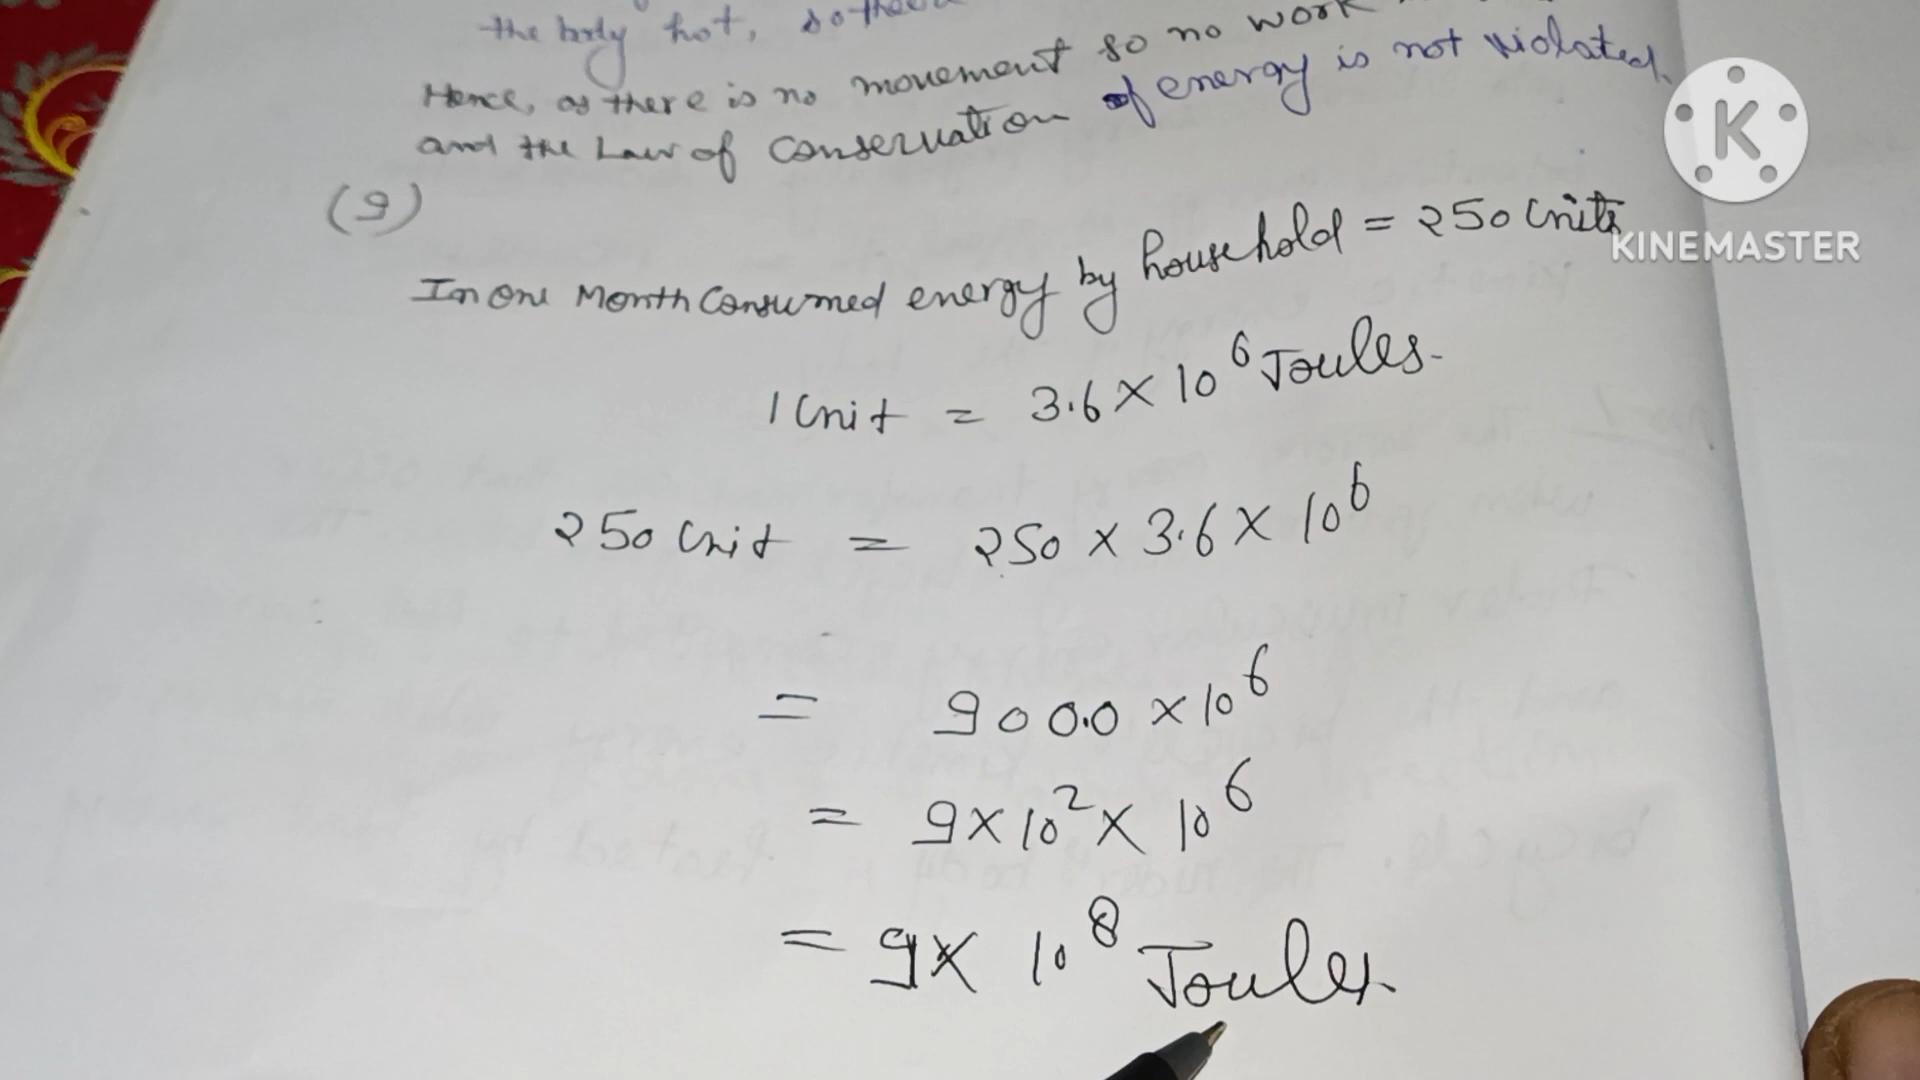 the body hot, so there
Hence, as there is no movement so no work
and the Law of Conservation of energy is not violated.
(9)
In one Month Consumed energy by household = 250 Units
1 Unit = 3.6 × 10⁶ Joules.
250 Unit = 250 × 3.6 × 10⁶
= 900.0 × 10⁶
= 9 × 10² × 10⁶
= 9 × 10⁸ Joules
K
KINEMASTER